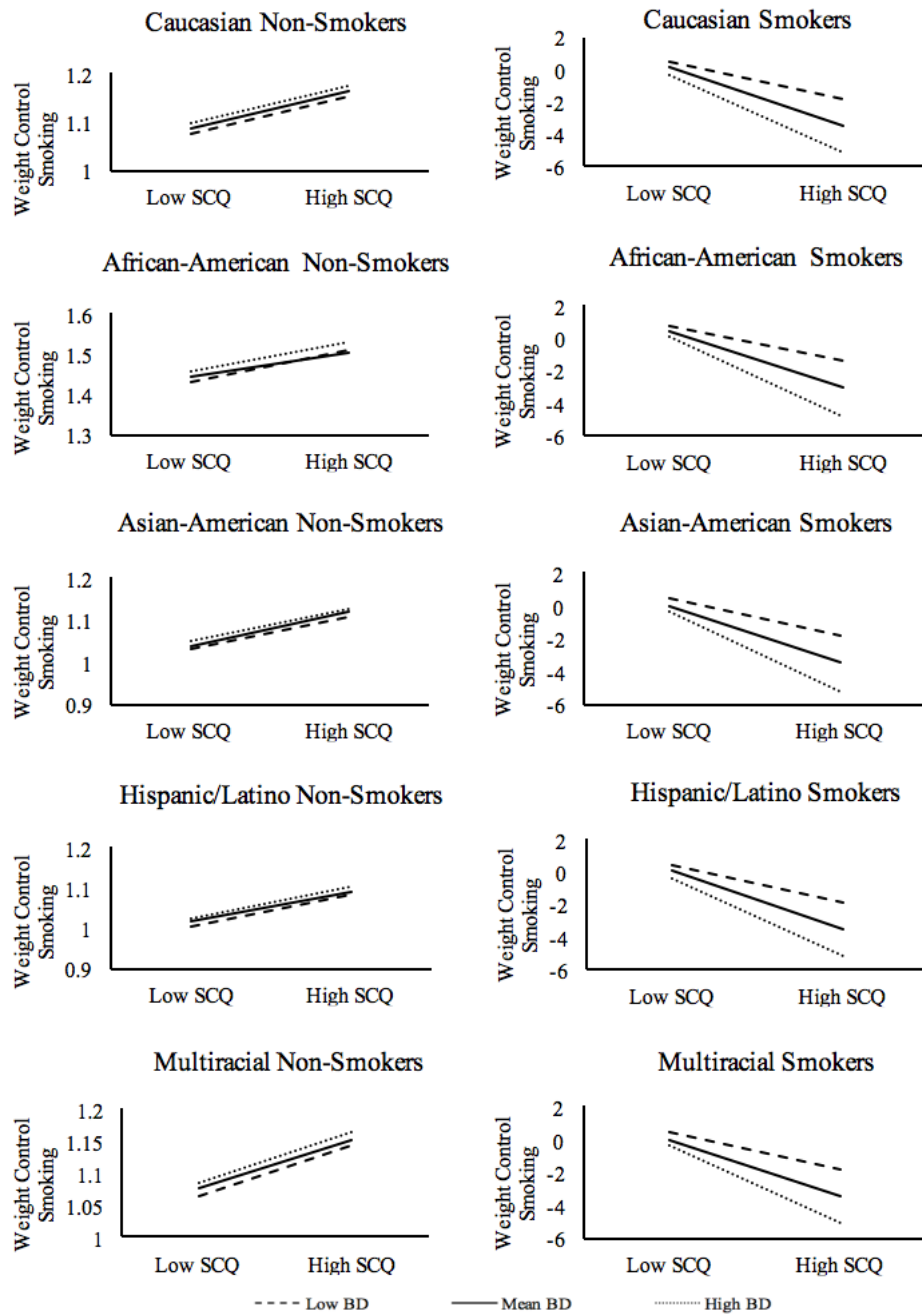 Caucasian Non-Smokers
Weight Control
Smoking
1.2
1.1
1
Low SCQ High SCQ
Caucasian Smokers
Weight Control
Smoking
2
0
-2
-4
-6
Low SCQ High SCQ
African-American Non-Smokers
Weight Control
Smoking
1.6
1.5
1.4
1.3
Low SCQ High SCQ
African-American Smokers
Weight Control
Smoking
2
0
-2
-4
-6
Low SCQ High SCQ
Asian-American Non-Smokers
Weight Control
Smoking
1.2
1.1
1
0.9
Low SCQ High SCQ
Asian-American Smokers
Weight Control
Smoking
2
0
-2
-4
-6
Low SCQ High SCQ
Hispanic/Latino Non-Smokers
Weight Control
Smoking
1.2
1.1
1
0.9
Low SCQ High SCQ
Hispanic/Latino Smokers
Weight Control
Smoking
2
0
-2
-4
-6
Low SCQ High SCQ
Multiracial Non-Smokers
Weight Control
Smoking
1.2
1.15
1.1
1.05
1
Low SCQ High SCQ
Multiracial Smokers
Weight Control
Smoking
2
0
-2
-4
-6
Low SCQ High SCQ
Low BD Mean BD High BD